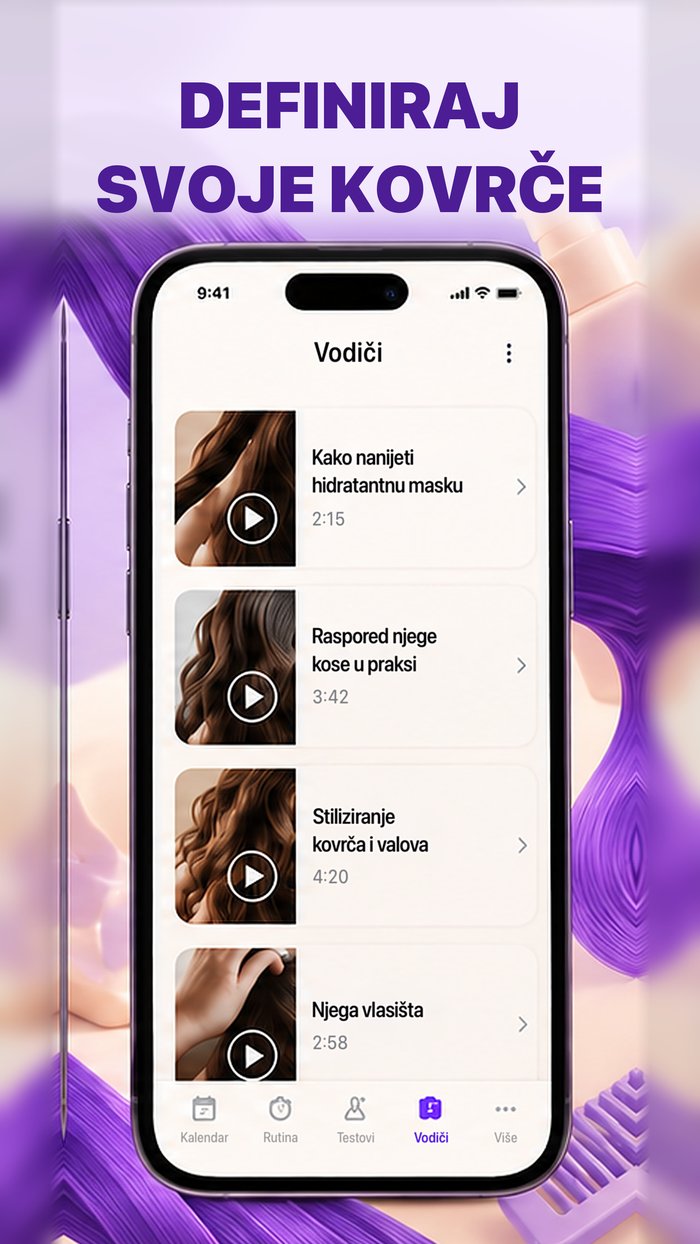 DEFINIRAJ
SVOJE KOVRČE
9:41
Vodiči
Kako nanijeti
hidratantnu masku
2:15
Raspored njege
kose u praksi
3:42
Stiliziranje
kovrča i valova
4:20
Njega vlasišta
2:58
Kalendar
Rutina
Testovi
Vodiči
Više